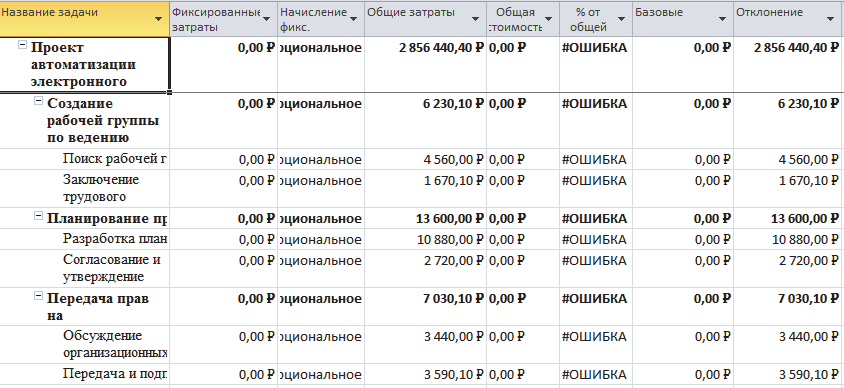 Название задачи Фиксированные затраты Начисление фикс. Общие затраты Общая стоимость % от общей Базовые Отклонение
Проект автоматизации электронного 0,00 ₽ рциональное 2 856 440,40 ₽ 0,00 ₽ #ОШИБКА 0,00 ₽ 2 856 440,40 ₽
Создание рабочей группы по ведению 0,00 ₽ рциональное 6 230,10 ₽ 0,00 ₽ #ОШИБКА 0,00 ₽ 6 230,10 ₽
Поиск рабочей г 0,00 ₽ рциональное 4 560,00 ₽ 0,00 ₽ #ОШИБКА 0,00 ₽ 4 560,00 ₽
Заключение трудового 0,00 ₽ рциональное 1 670,10 ₽ 0,00 ₽ #ОШИБКА 0,00 ₽ 1 670,10 ₽
Планирование пр 0,00 ₽ рциональное 13 600,00 ₽ 0,00 ₽ #ОШИБКА 0,00 ₽ 13 600,00 ₽
Разработка план 0,00 ₽ рциональное 10 880,00 ₽ 0,00 ₽ #ОШИБКА 0,00 ₽ 10 880,00 ₽
Согласование и утверждение 0,00 ₽ рциональное 2 720,00 ₽ 0,00 ₽ #ОШИБКА 0,00 ₽ 2 720,00 ₽
Передача прав на 0,00 ₽ рциональное 7 030,10 ₽ 0,00 ₽ #ОШИБКА 0,00 ₽ 7 030,10 ₽
Обсуждение организационных 0,00 ₽ рциональное 3 440,00 ₽ 0,00 ₽ #ОШИБКА 0,00 ₽ 3 440,00 ₽
Передача и подп 0,00 ₽ рциональное 3 590,10 ₽ 0,00 ₽ #ОШИБКА 0,00 ₽ 3 590,10 ₽